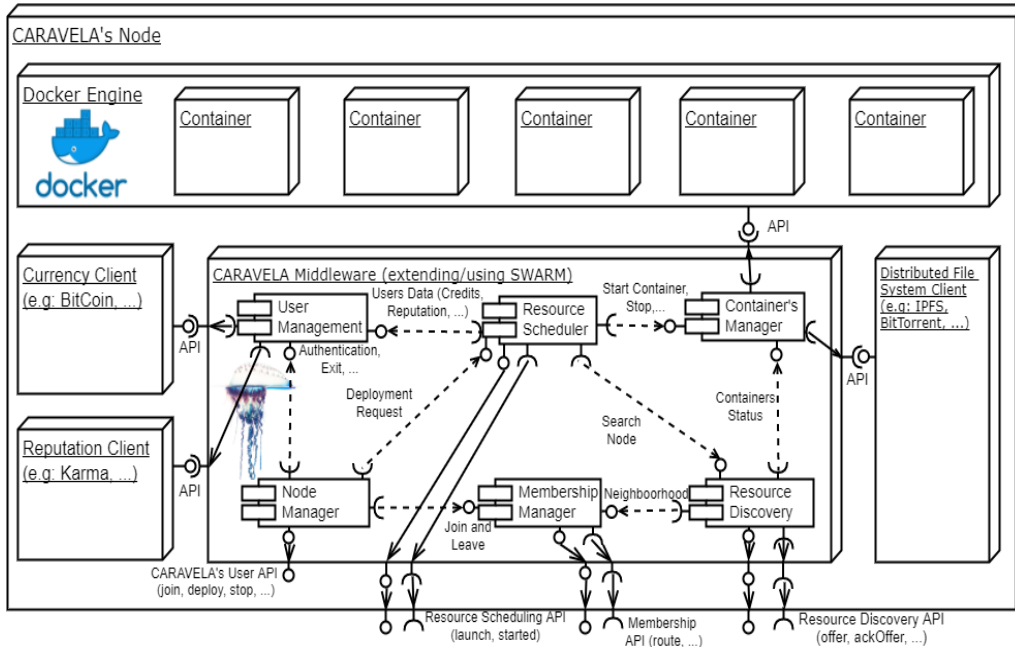 CARAVELA's Node
Docker Engine
docker
Container
Container
Container
Container
Container
API
Currency Client
(e.g: BitCoin, ...)
API
Reputation Client
(e.g: Karma, ...)
API
CARAVELA Middleware (extending/using SWARM)
User
Management
Users Data (Credits,
Reputation, ...)
Resource
Scheduler
Start Container,
Stop,...
Container's
Manager
Distributed File
System Client
(e.g: IPFS,
BitTorrent, ...)
API
Authentication,
Exit, ...
Deployment
Request
Search
Node
Containers
Status
Node
Manager
Join and
Leave
Membership
Manager
Neighboorhood
Resource
Discovery
CARAVELA's User API
(join, deploy, stop, ...)
Resource Scheduling API
(launch, started)
Membership
API (route, ...)
Resource Discovery API
(offer, ackOffer, ...)